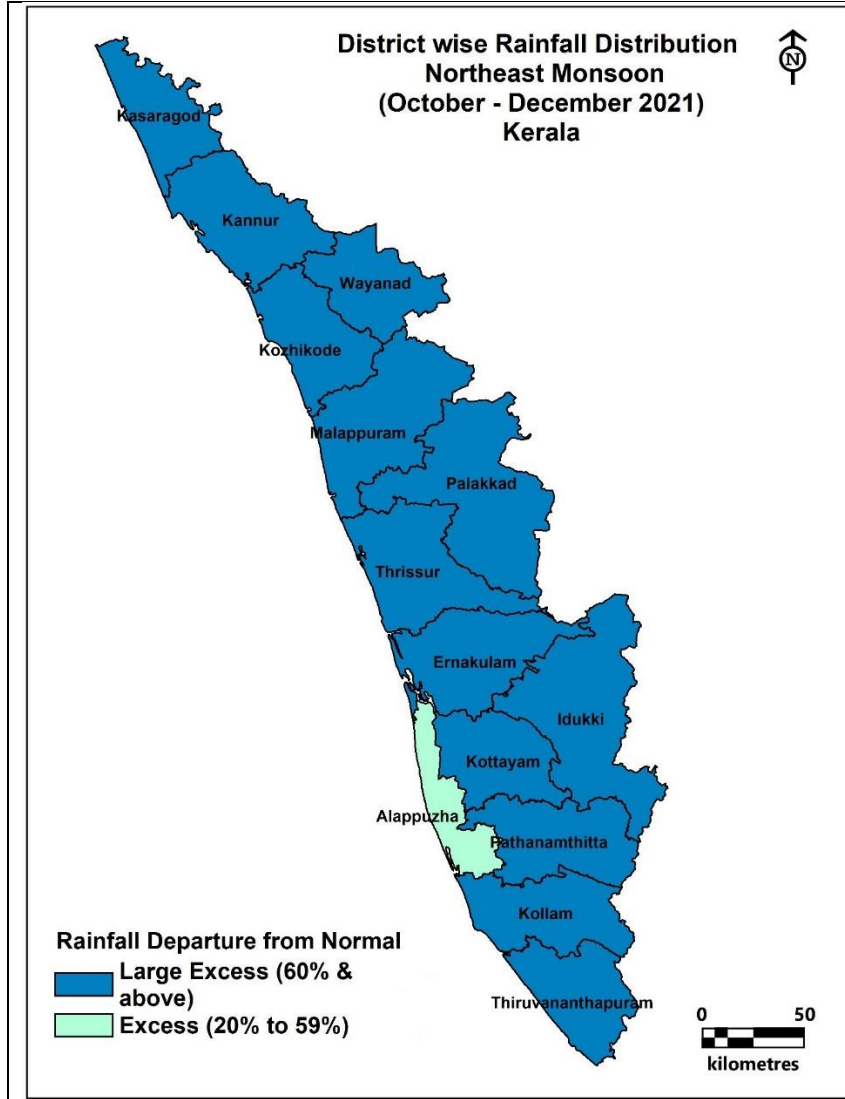 District wise Rainfall Distribution
Northeast Monsoon
(October - December 2021)
Kerala
N
Kasaragod
Kannur
Wayanad
Kozhikode
Malappuram
Palakkad
Thrissur
Ernakulam
Idukki
Kottayam
Alappuzha
Pathanamthitta
Kollam
Thiruvananthapuram
Rainfall Departure from Normal
Large Excess (60% &
above)
Excess (20% to 59%)
0 50
kilometres